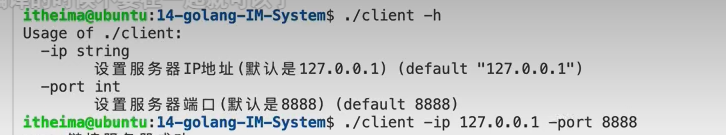 itheima@ubuntu:14-golang-IM-System$ ./client -h
Usage of ./client:
  -ip string
        设置服务器IP地址(默认是127.0.0.1) (default "127.0.0.1")
  -port int
        设置服务器端口(默认是8888) (default 8888)
itheima@ubuntu:14-golang-IM-System$ ./client -ip 127.0.0.1 -port 8888